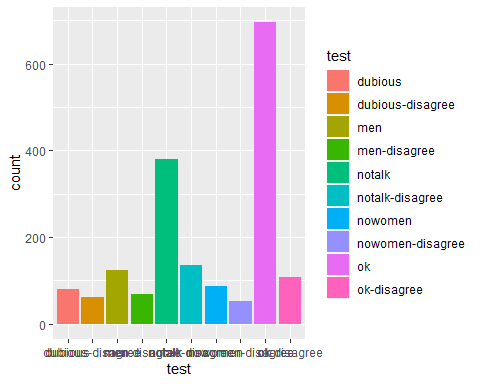 test
dubious
dubious-disagree
men
men-disagree
notalk
notalk-disagree
nowomen
nowomen-disagree
ok
ok-disagree
count
600
400
200
0
test